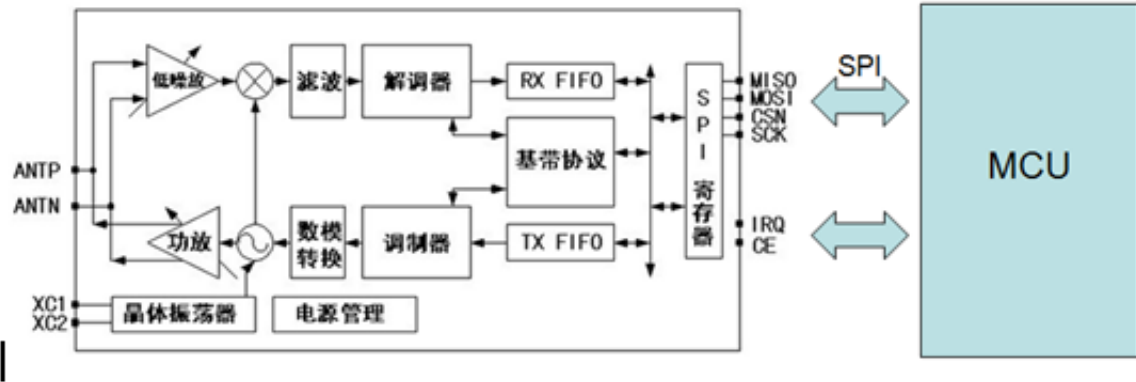 低噪放
滤波
解调器
RX FIFO
SPI
寄存器
MISO
MOSI
CSN
SCK
SPI
MCU
基带协议
ANTP
ANTN
功放
数模
转换
调制器
TX FIFO
IRQ
CE
XC1
XC2
晶体振荡器
电源管理